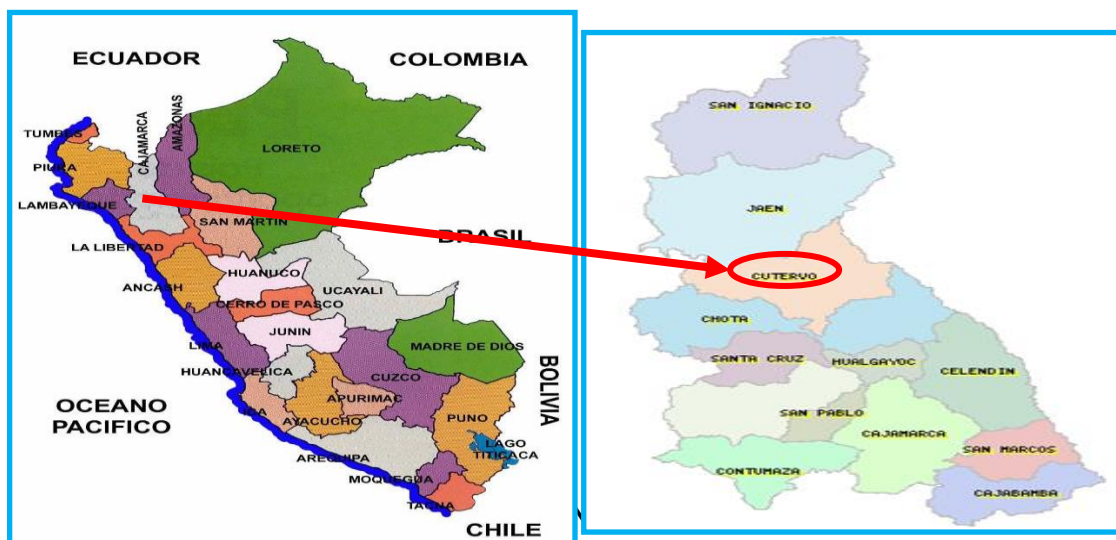 ECUADOR
COLOMBIA
TUMBES
PIURA
CAJAMARCA
AMAZONAS
LORETO
LAMBAYEQUE
SAN MARTIN
LA LIBERTAD
BRASIL
HUANUCO
ANCASH
UCAYALI
CERRO DE PASCO
JUNIN
LIMA
MADRE DE DIOS
HUANCAVELICA
CUZCO
BOLIVIA
OCEANO
PACIFICO
ICA
APURIMAC
AYACUCHO
PUNO
LAGO
TITICACA
AREQUIPA
MOQUEGUA
TACNA
CHILE
SAN IGNACIO
JAEN
CUTERVO
CHOTA
SANTA CRUZ
HUALGAYOC
CELENDIN
SAN PABLO
CAJAMARCA
SAN MARCOS
CONTUMAZA
CAJABAMBA